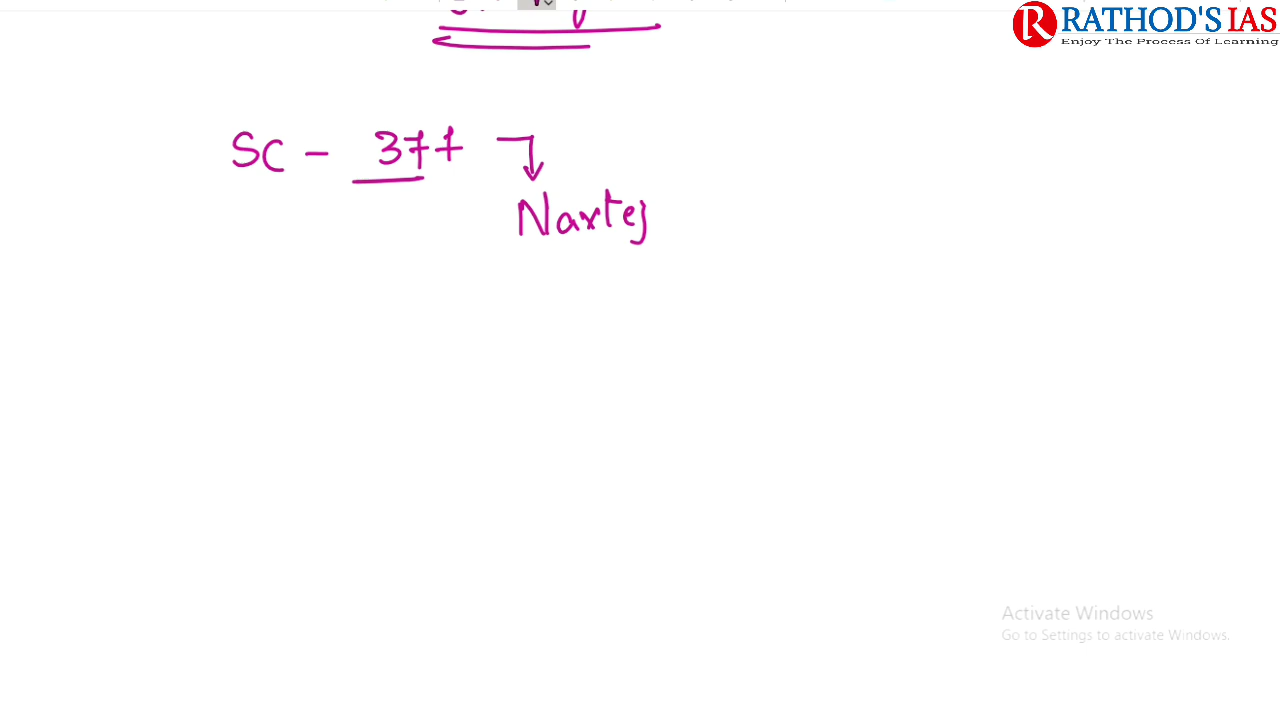 RATHOD'S IAS
Enjoy The Process Of Learning
SC - 377
Nartej
Activate Windows
Go to Settings to activate Windows.